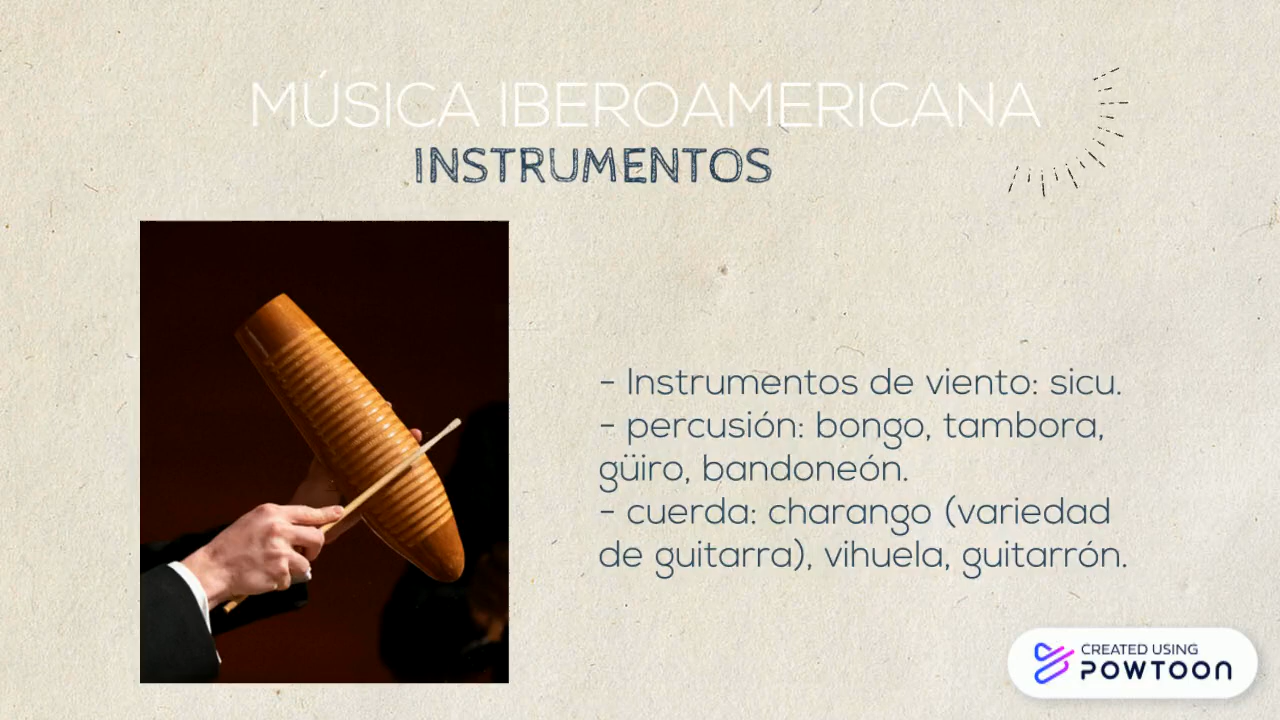 MÚSICA IBEROAMERICANA
INSTRUMENTOS
- Instrumentos de viento: sicu.
- percusión: bongo, tambora,
güiro, bandoneón.
- cuerda: charango (variedad
de guitarra), vihuela, guitarrón.
CREATED USING
POWTOON